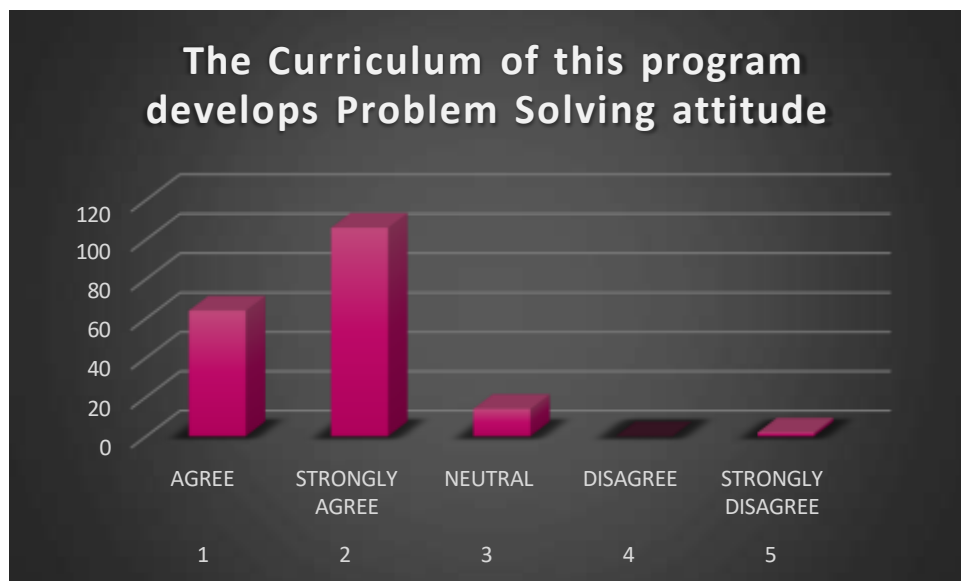 The Curriculum of this program
develops Problem Solving attitude
120
100
80
60
40
20
0
AGREE STRONGLY AGREE NEUTRAL DISAGREE STRONGLY DISAGREE
1 2 3 4 5